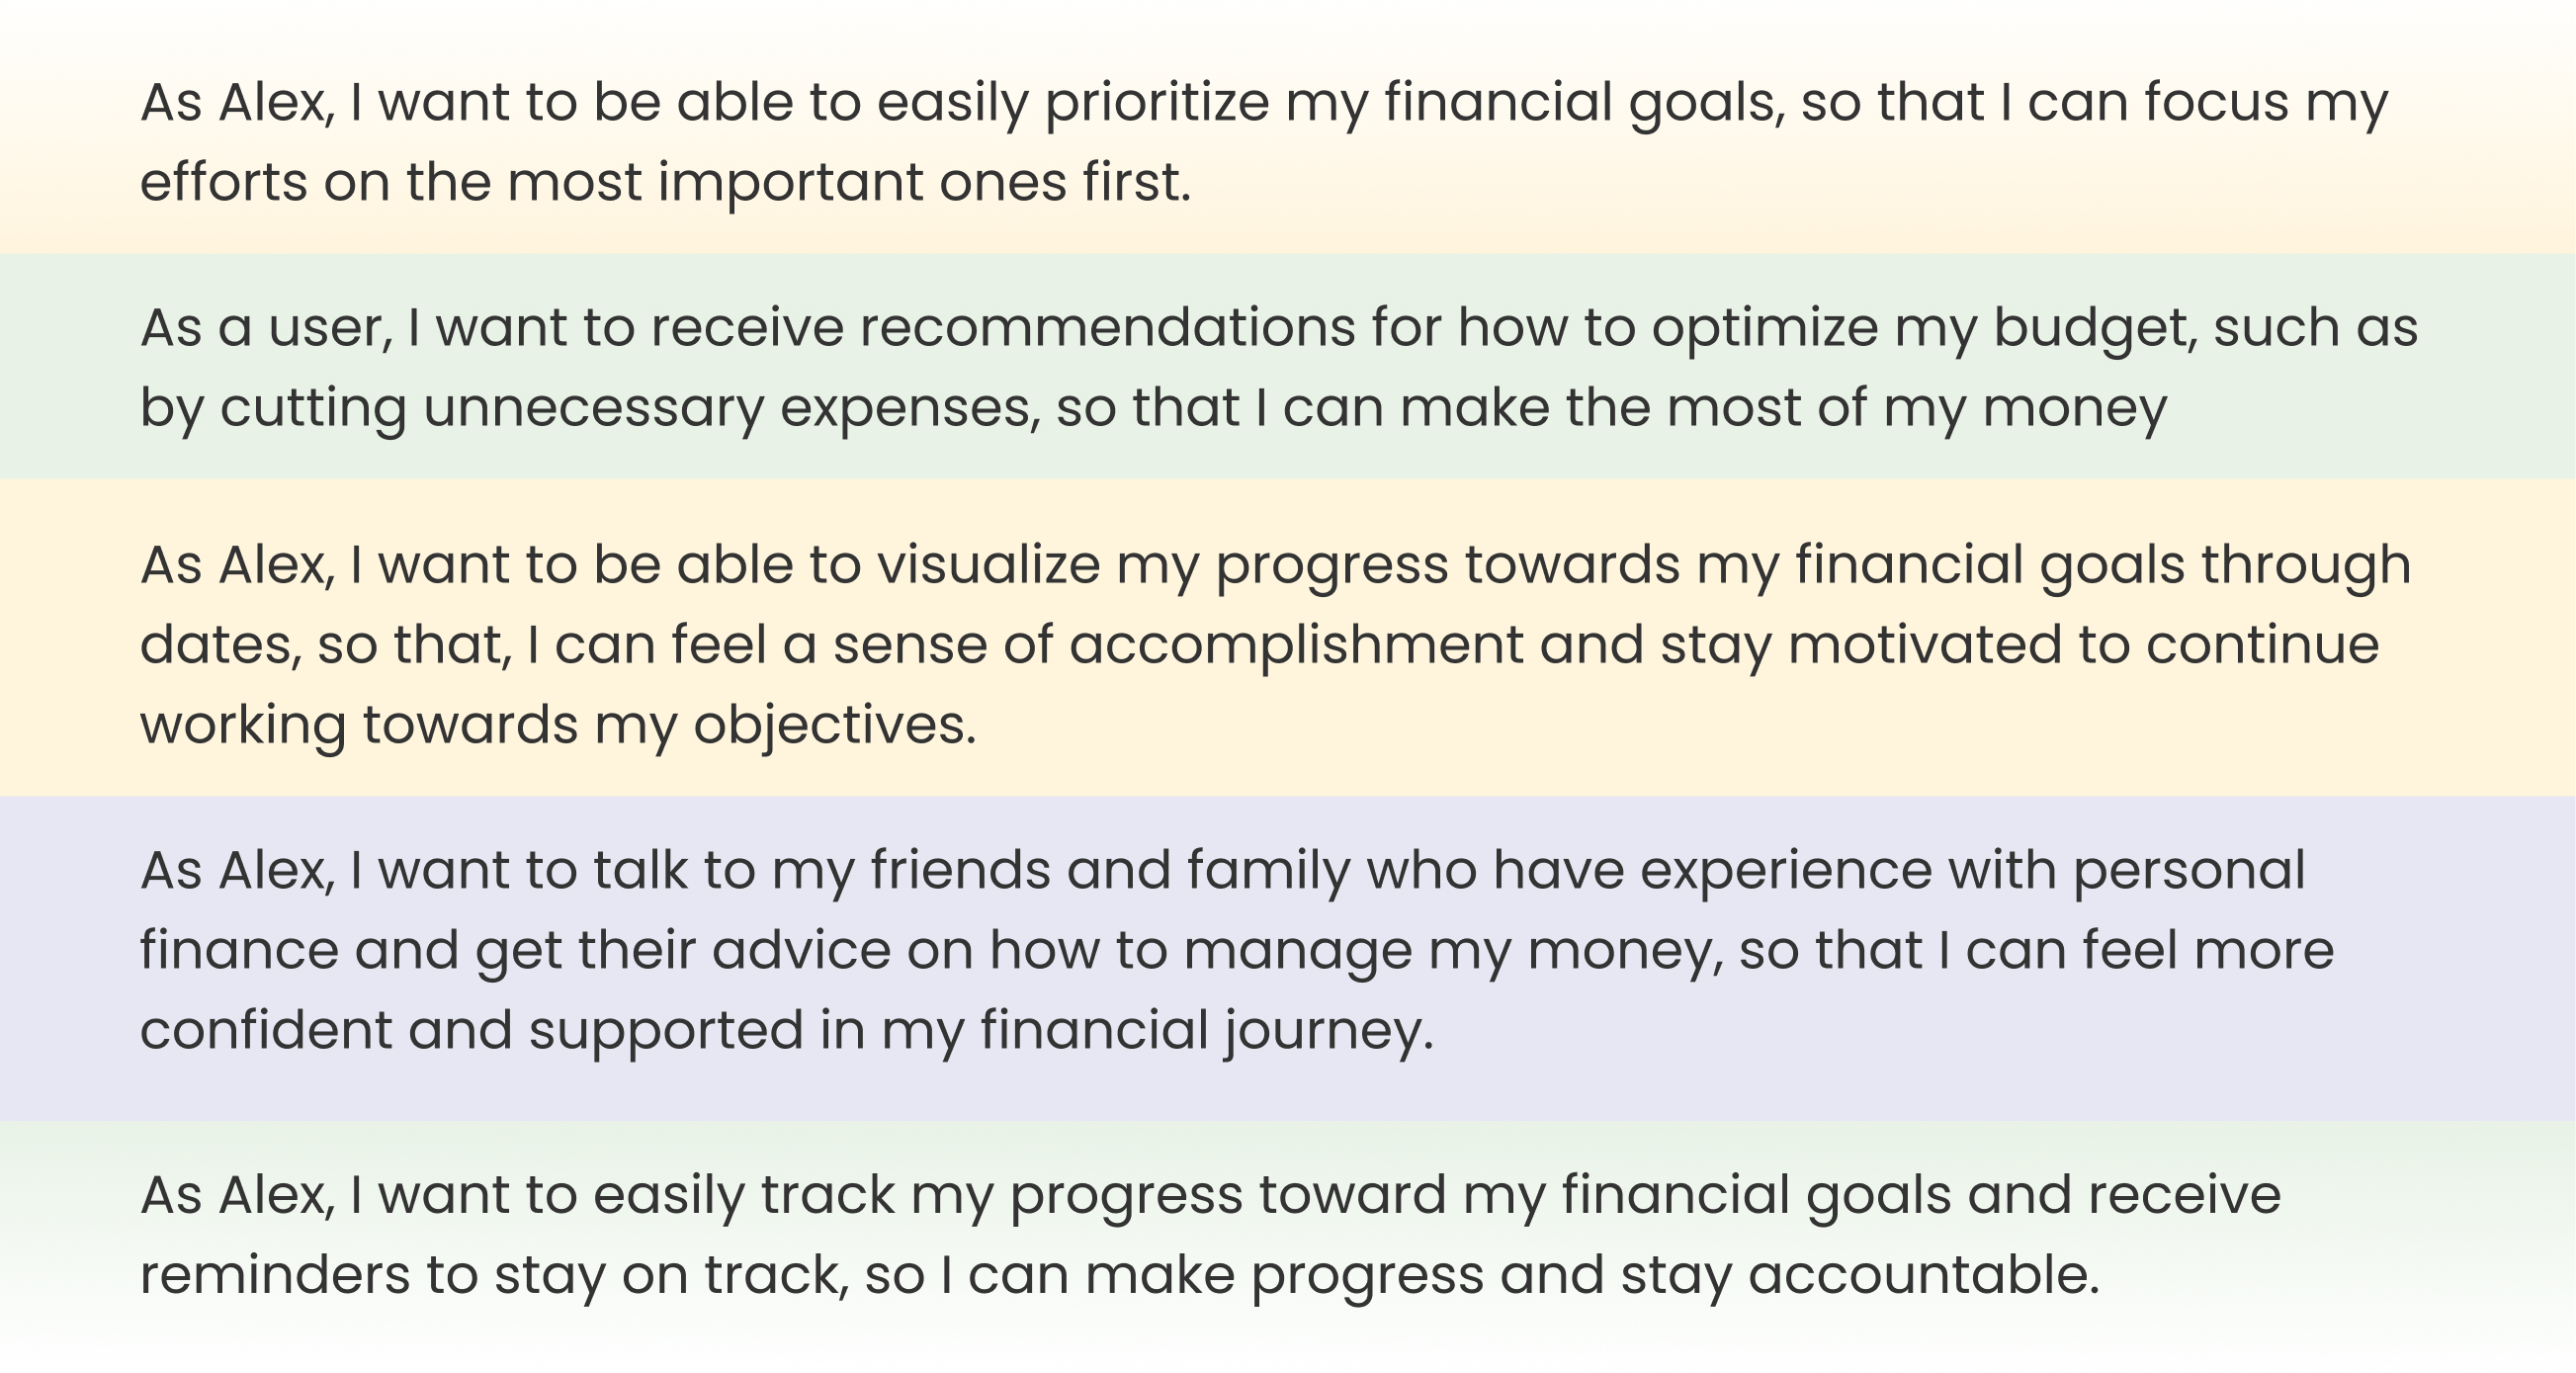 As Alex, I want to be able to easily prioritize my financial goals, so that I can focus my
efforts on the most important ones first.
As a user, I want to receive recommendations for how to optimize my budget, such as
by cutting unnecessary expenses, so that I can make the most of my money
As Alex, I want to be able to visualize my progress towards my financial goals through
dates, so that, I can feel a sense of accomplishment and stay motivated to continue
working towards my objectives.
As Alex, I want to talk to my friends and family who have experience with personal
finance and get their advice on how to manage my money, so that I can feel more
confident and supported in my financial journey.
As Alex, I want to easily track my progress toward my financial goals and receive
reminders to stay on track, so I can make progress and stay accountable.